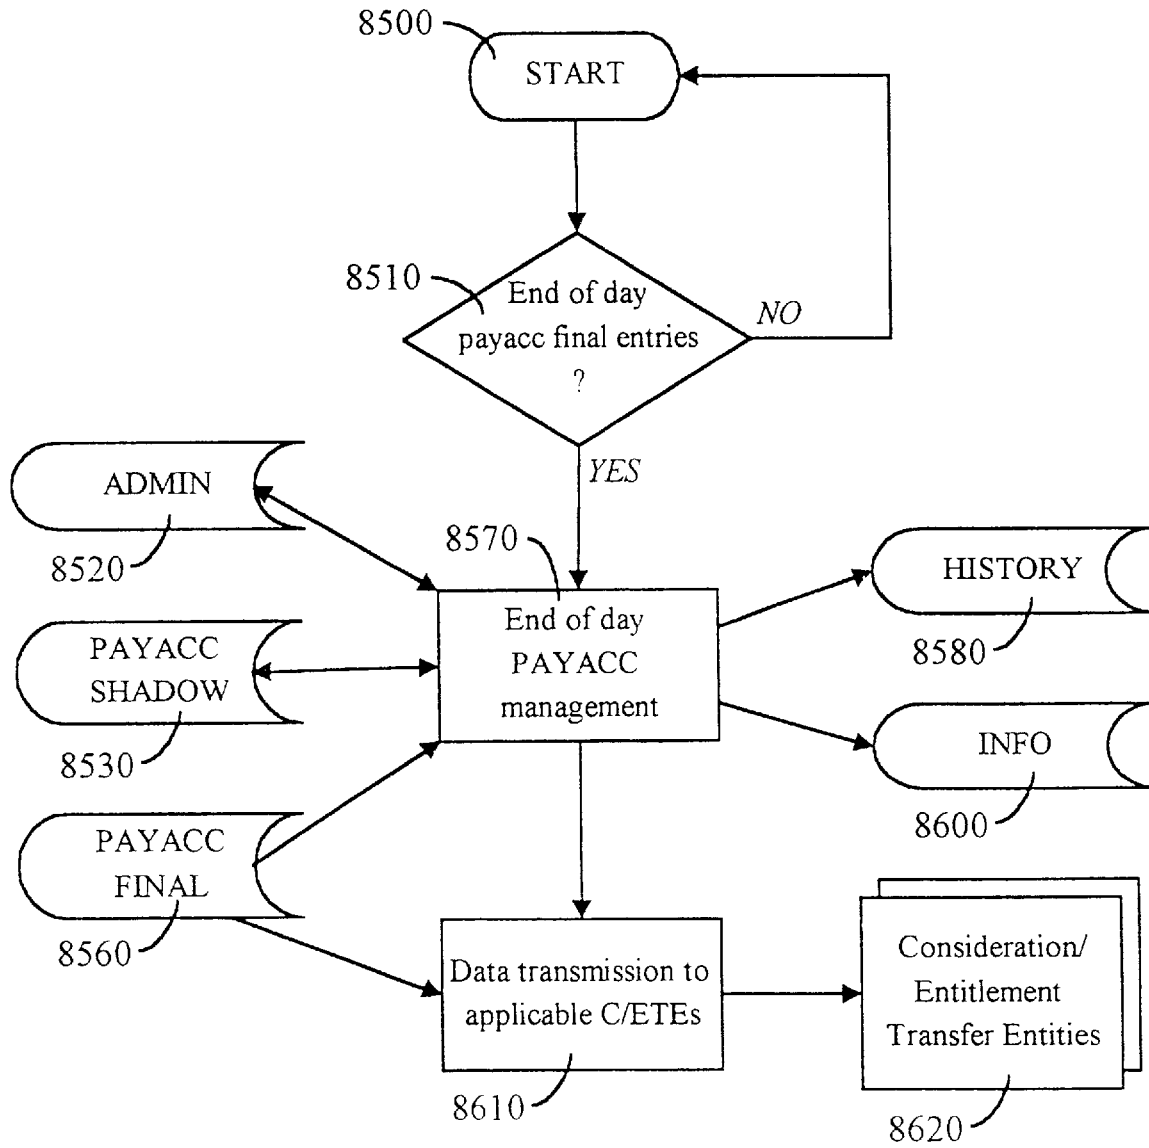 8500
START
8510
End of day
payacc final entries
?
NO
YES
ADMIN
8520
8570
End of day
PAYACC
management
HISTORY
8580
PAYACC
SHADOW
8530
INFO
8600
PAYACC
FINAL
8560
Data transmission to
applicable C/ETEs
8610
Consideration/
Entitlement
Transfer Entities
8620